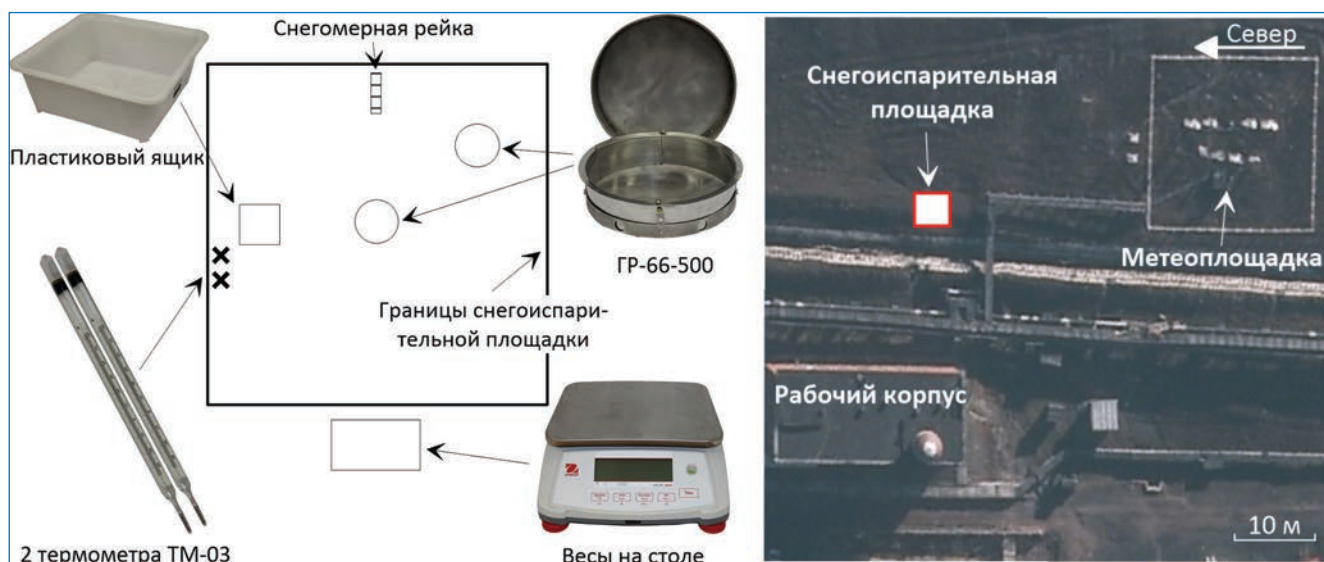 Снегомерная рейка
Пластиковый ящик
ГР-66-500
Границы снегоиспари-
тельной площадки
2 термометра ТМ-03
Весы на столе
Север
Снегоиспарительная
площадка
Метеоплощадка
Рабочий корпус
10 м